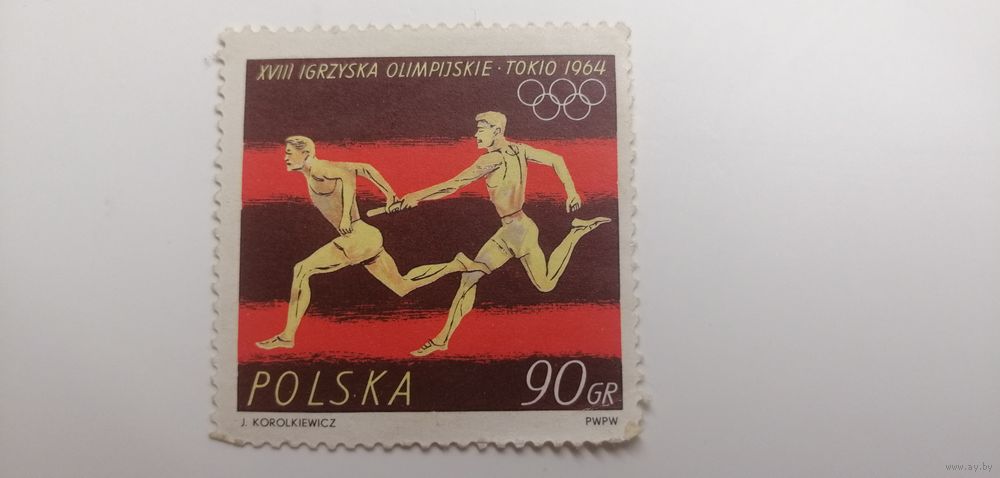 XVIII IGRZYSKA OLIMPIJSKIE · TOKIO 1964
POLSKA 90 GR
J. KOROLKIEWICZ PWPW
www.ay.by